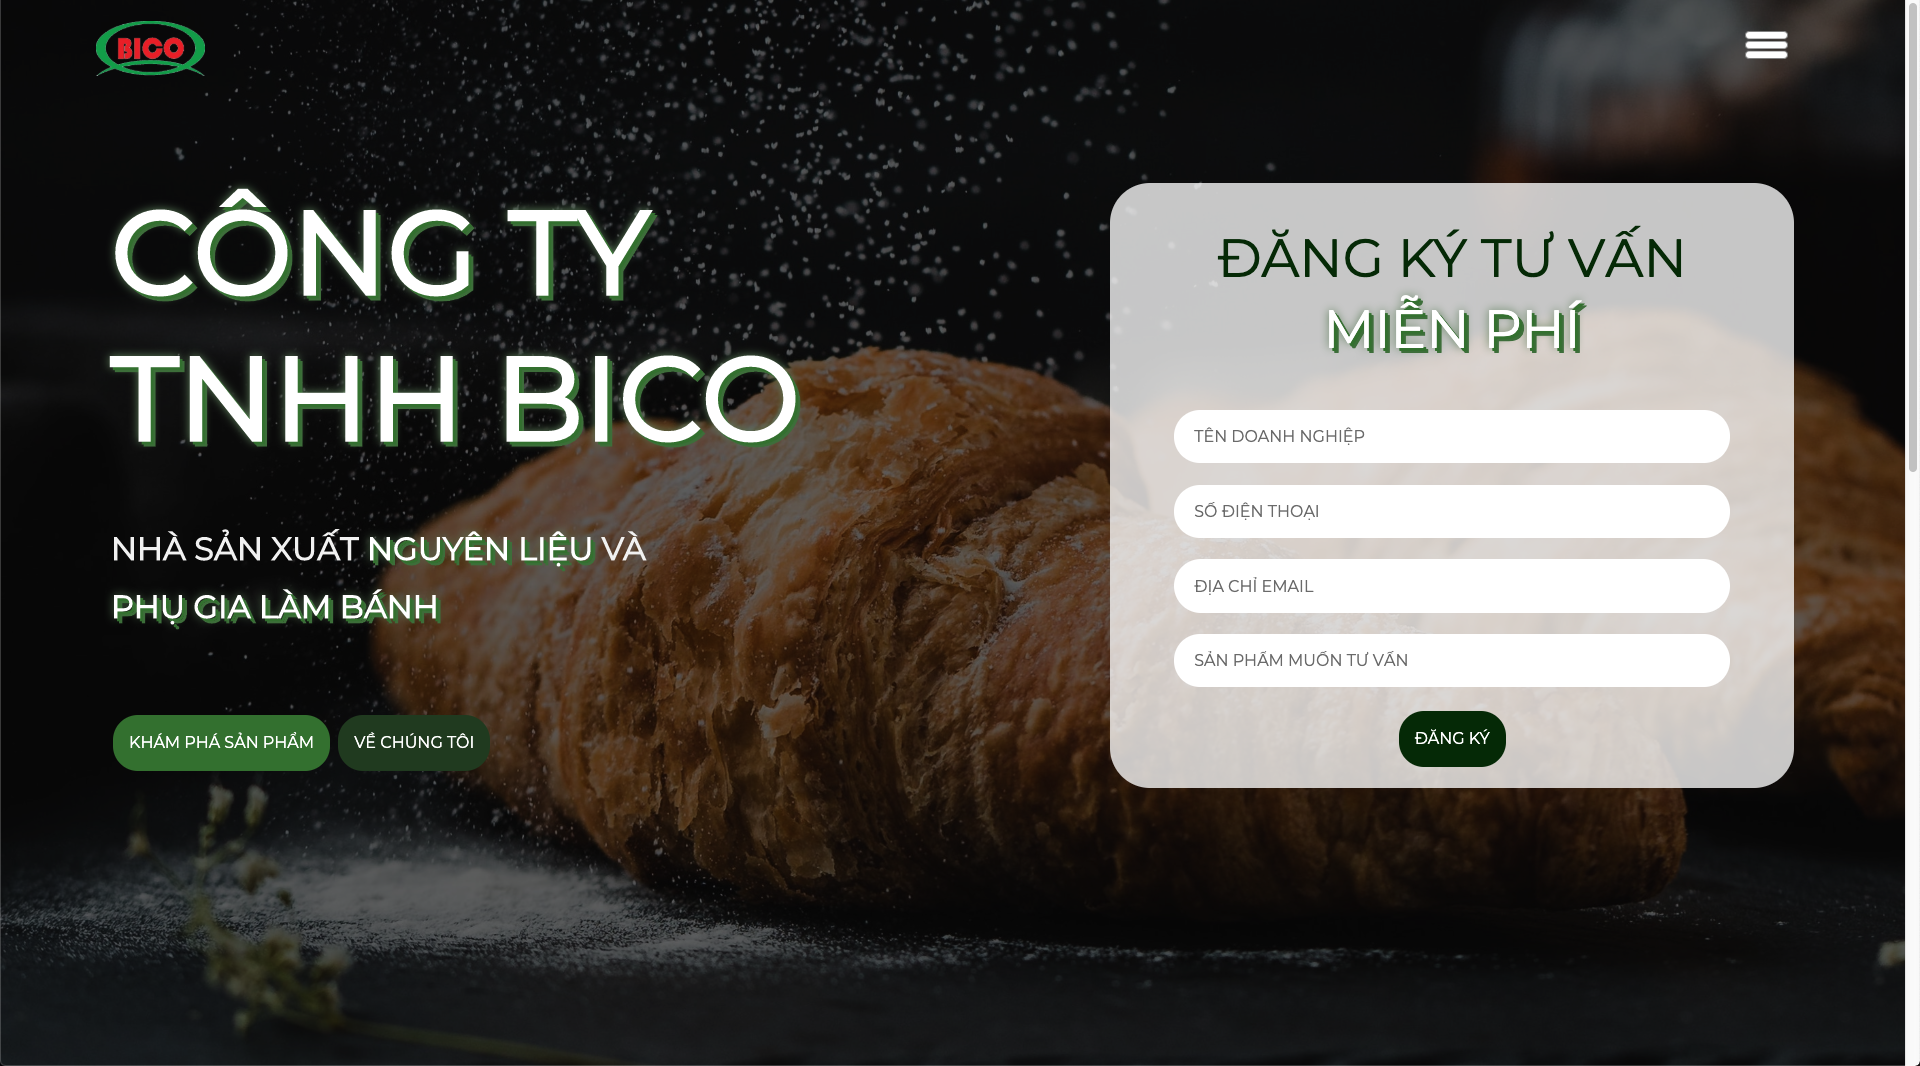 BICO
CÔNG TY
TNHH BICO
NHÀ SẢN XUẤT NGUYÊN LIỆU VÀ
PHỤ GIA LÀM BÁNH
KHÁM PHÁ SẢN PHẨM
VỀ CHÚNG TÔI
ĐĂNG KÝ TƯ VẤN
MIỄN PHÍ
TÊN DOANH NGHIỆP
SỐ ĐIỆN THOẠI
ĐỊA CHỈ EMAIL
SẢN PHẨM MUỐN TƯ VẤN
ĐĂNG KÝ